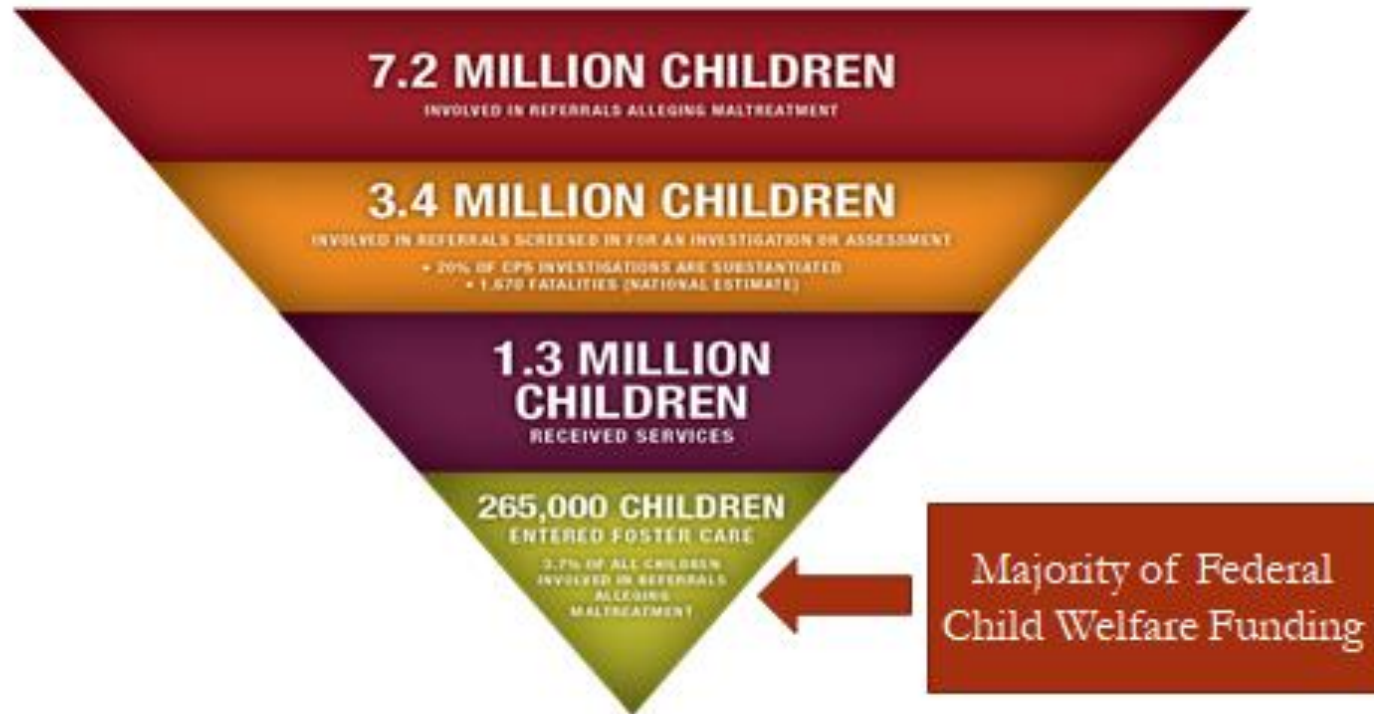 7.2 MILLION CHILDREN
INVOLVED IN REFERRALS ALLEGING MALTREATMENT
3.4 MILLION CHILDREN
INVOLVED IN REFERRALS SCREENED IN FOR AN INVESTIGATION OR ASSESSMENT
• 20% OF CPS INVESTIGATIONS ARE SUBSTANTIATED
• 1,670 FATALITIES (NATIONAL ESTIMATE)
1.3 MILLION
CHILDREN
RECEIVED SERVICES
265,000 CHILDREN
ENTERED FOSTER CARE
3.7% OF ALL CHILDREN
INVOLVED IN REFERRALS
ALLEGING
MALTREATMENT
Majority of Federal
Child Welfare Funding